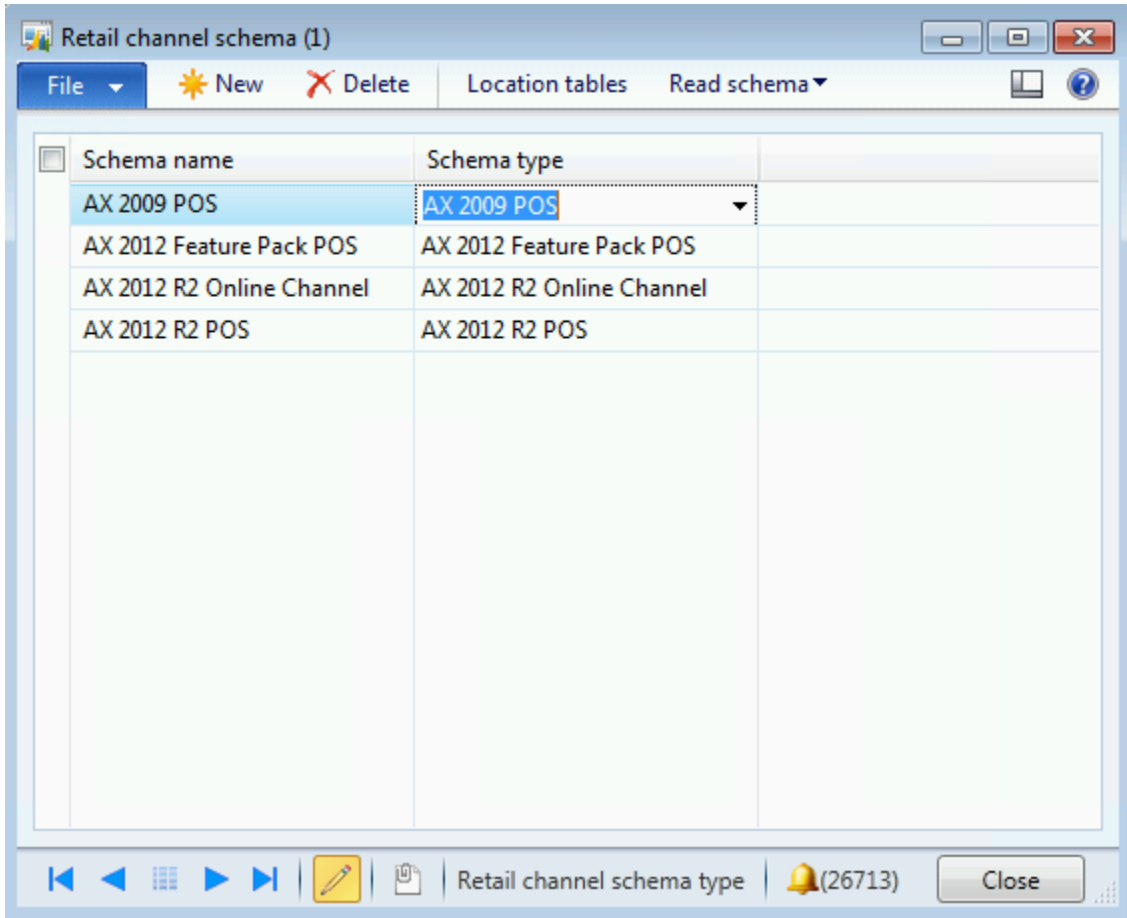 Retail channel schema (1)
File New Delete Location tables Read schema
Schema name Schema type
AX 2009 POS AX 2009 POS
AX 2012 Feature Pack POS AX 2012 Feature Pack POS
AX 2012 R2 Online Channel AX 2012 R2 Online Channel
AX 2012 R2 POS AX 2012 R2 POS
Retail channel schema type (26713) Close